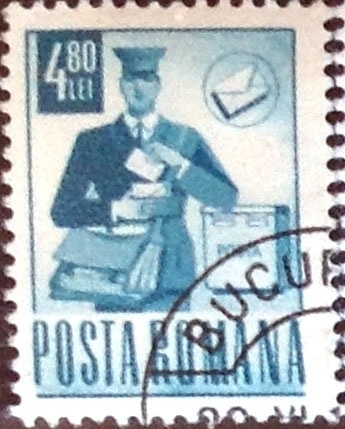 4,80
LEI
POSTA ROMANA
BUCU